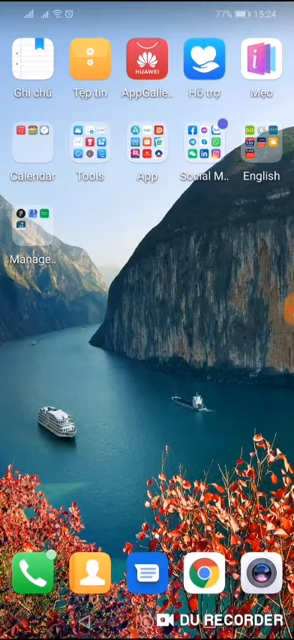 77% 15:24
HUAWEI
Ghi chú Tệp tin AppGalle.. Hỗ trợ Mẹo
Calendar Tools App Social M.. English
Manage..
DU RECORDER